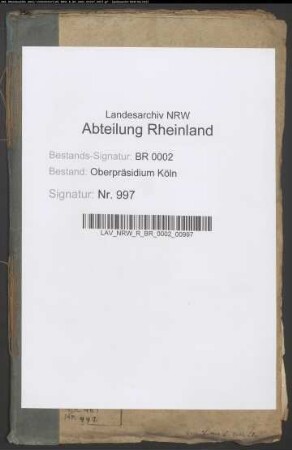 Landesarchiv NRW
Abteilung Rheinland
Bestands-Signatur: BR 0002
Bestand: Oberpräsidium Köln
Signatur: Nr. 997
LAV_NRW_R_BR_0002_00997